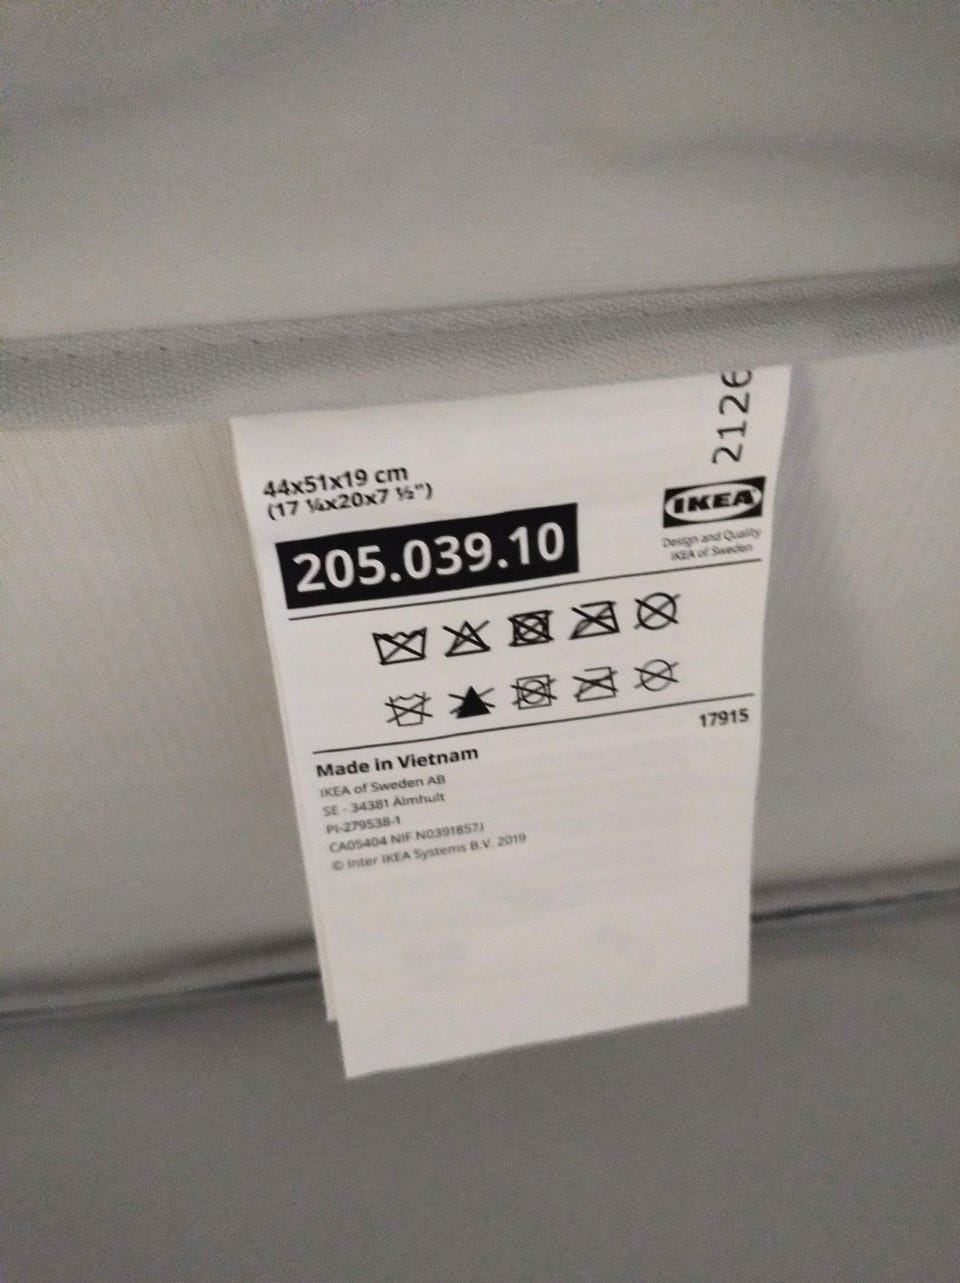 2126
44x51x19 cm
(17 ¼x20x7 ½")
IKEA
205.039.10
Design and Quality
IKEA of Sweden
17915
Made in Vietnam
IKEA of Sweden AB
SE - 34381 Älmhult
PI-279538-1
CA05404 NIF N0391857J
© Inter IKEA Systems B.V. 2019